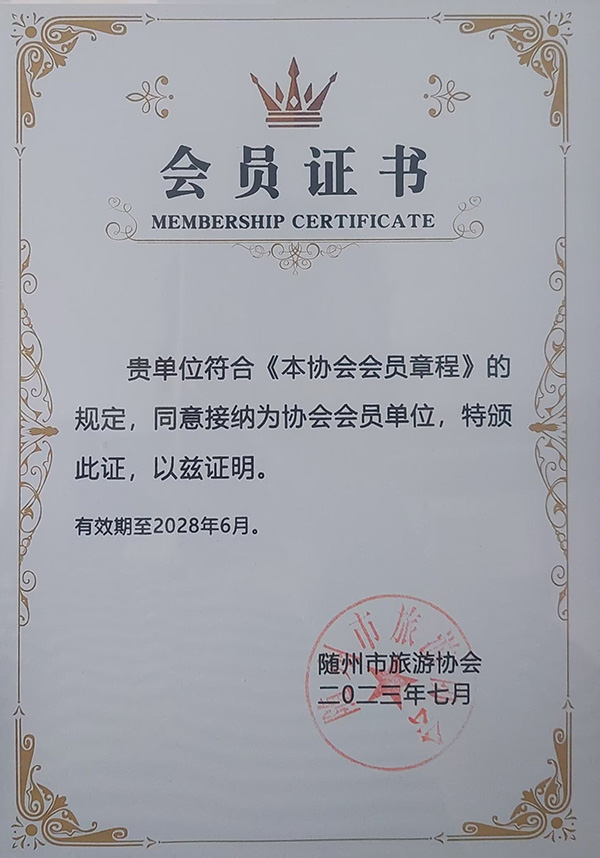 会员证书
MEMBERSHIP CERTIFICATE
贵单位符合《本协会会员章程》的
规定，同意接纳为协会会员单位，特颁
此证，以兹证明。
有效期至2028年6月。
随州市旅游协会
二0二三年七月